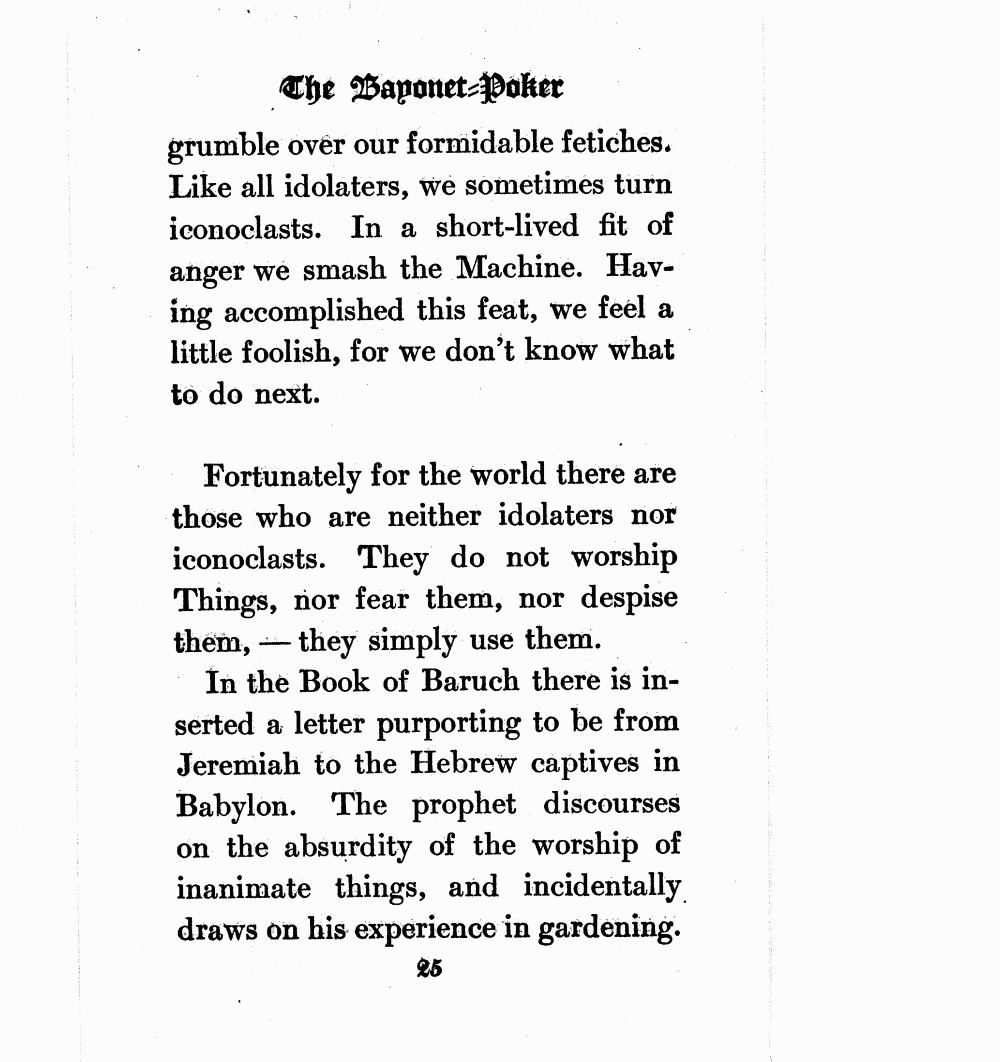 The Bayonet-Poker
grumble over our formidable fetiches.
Like all idolaters, we sometimes turn
iconoclasts. In a short-lived fit of
anger we smash the Machine. Hav-
ing accomplished this feat, we feel a
little foolish, for we don't know what
to do next.
Fortunately for the world there are
those who are neither idolaters nor
iconoclasts. They do not worship
Things, nor fear them, nor despise
them, — they simply use them.
In the Book of Baruch there is in-
serted a letter purporting to be from
Jeremiah to the Hebrew captives in
Babylon. The prophet discourses
on the absurdity of the worship of
inanimate things, and incidentally
draws on his experience in gardening.
25